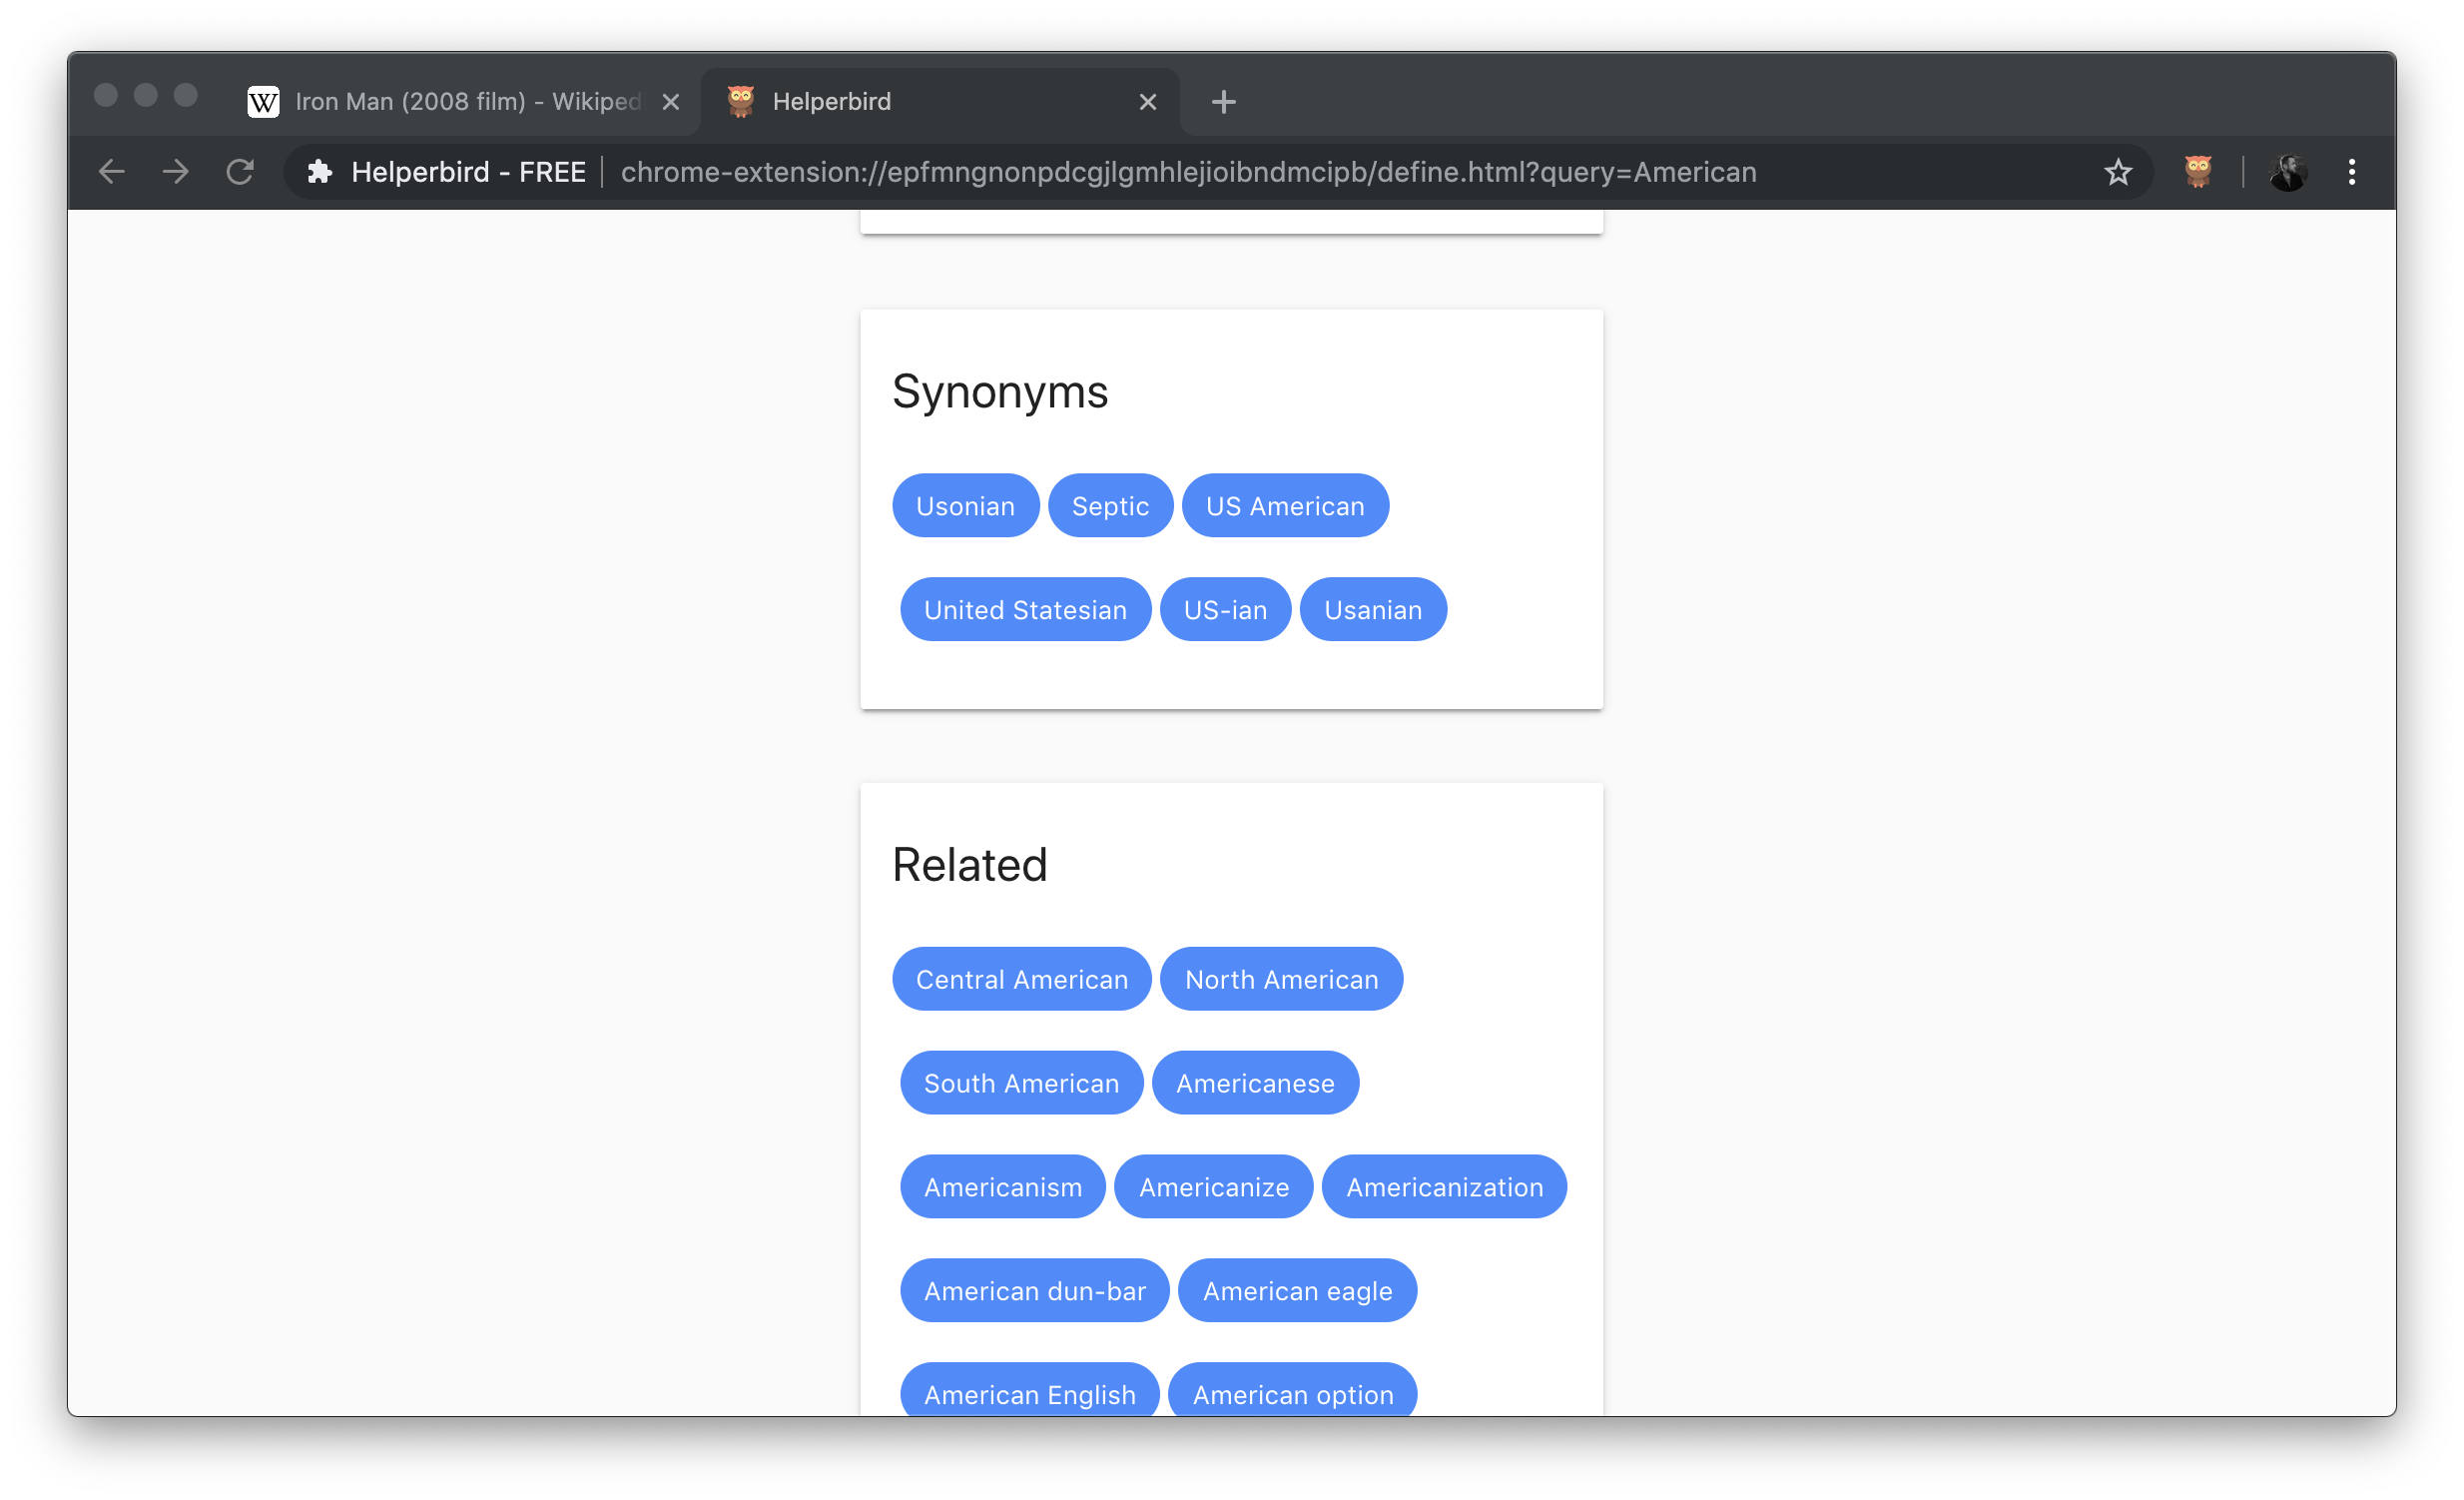 W Iron Man (2008 film) - Wikiped Helperbird
Helperbird - FREE chrome-extension://epfmngnonpdcgjlgmhlejioibndmcipb/define.html?query=American
Synonyms
Usonian Septic US American
United Statesian US-ian Usanian
Related
Central American North American
South American Americanese
Americanism Americanize Americanization
American dun-bar American eagle
American English American option